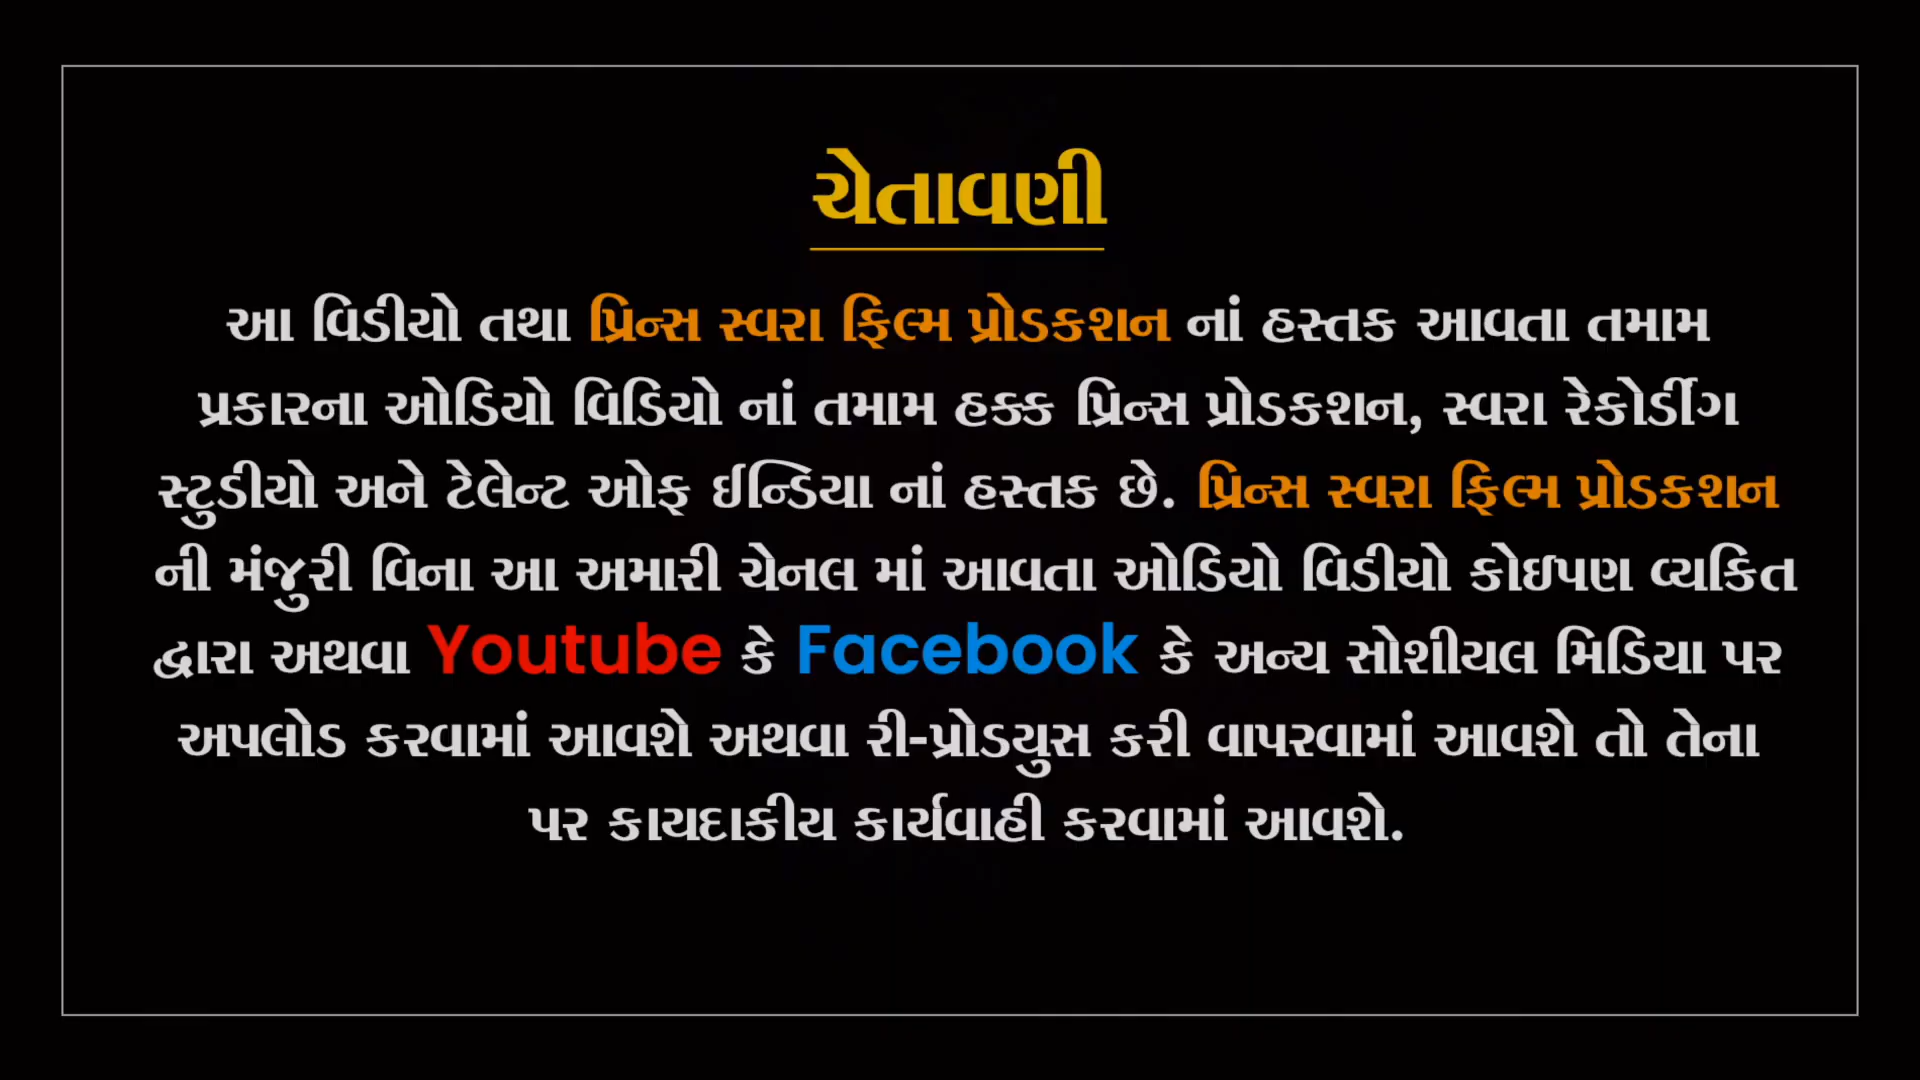 ચેતાવણી
આ વિડીયો તથા પ્રિન્સ સ્વરા ફિલ્મ પ્રોડકશન નાં હસ્તક આવતા તમામ
પ્રકારના ઓડિયો વિડિયો નાં તમામ હક્ક પ્રિન્સ પ્રોડકશન, સ્વરા રેકોર્ડીંગ
સ્ટુડીયો અને ટેલેન્ટ ઓફ ઈન્ડિયા નાં હસ્તક છે. પ્રિન્સ સ્વરા ફિલ્મ પ્રોડકશન
ની મંજુરી વિના આ અમારી ચેનલ માં આવતા ઓડિયો વિડીયો કોઇપણ વ્યકિત
દ્વારા અથવા Youtube કે Facebook કે અન્ય સોશીયલ મિડિયા પર
અપલોડ કરવામાં આવશે અથવા રી-પ્રોડયુસ કરી વાપરવામાં આવશે તો તેના
પર કાયદાકીય કાર્યવાહી કરવામાં આવશે.